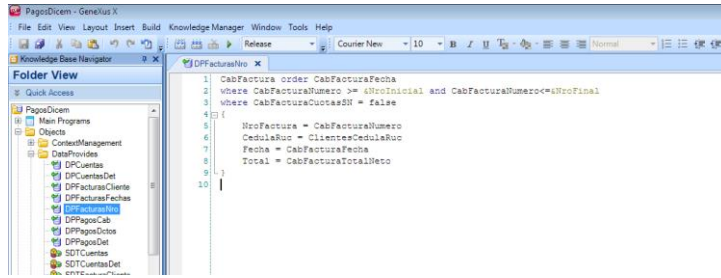 PagosDicem - GeneXus X
File Edit View Layout Insert Build Knowledge Manager Window Tools Help
Release Courier New 10 B I U Normal
Knowledge Base Navigator
DPFacturasNro
Folder View
Quick Access
PagosDicem
Main Programs
Objects
ContextManagement
DataProvides
DPCuentas
DPCuentasDet
DPFacturasCliente
DPFacturasFechas
DPFacturasNro
DPPagosCab
DPPagosDctos
DPPagosDet
SDTCuentas
SDTCuentasDet
SDTFacturasCliente
1 CabFactura order CabFacturaFecha
2 where CabFacturaNumero >= &NroInicial and CabFacturaNumero<=&NroFinal
3 where CabFacturaCuotasSN = false
4 {
5 NroFactura = CabFacturaNumero
6 CedulaRuc = ClientesCedulaRuc
7 Fecha = CabFacturaFecha
8 Total = CabFacturaTotalNeto
9 }
10